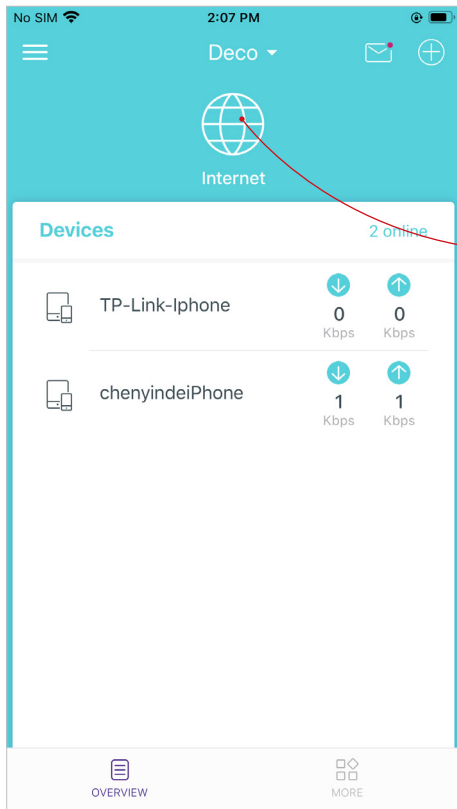 No SIM 2:07 PM
Deco
Internet
Devices 2 online
TP-Link-Iphone 0 0
Kbps Kbps
chenyindeiPhone 1 1
Kbps Kbps
OVERVIEW MORE